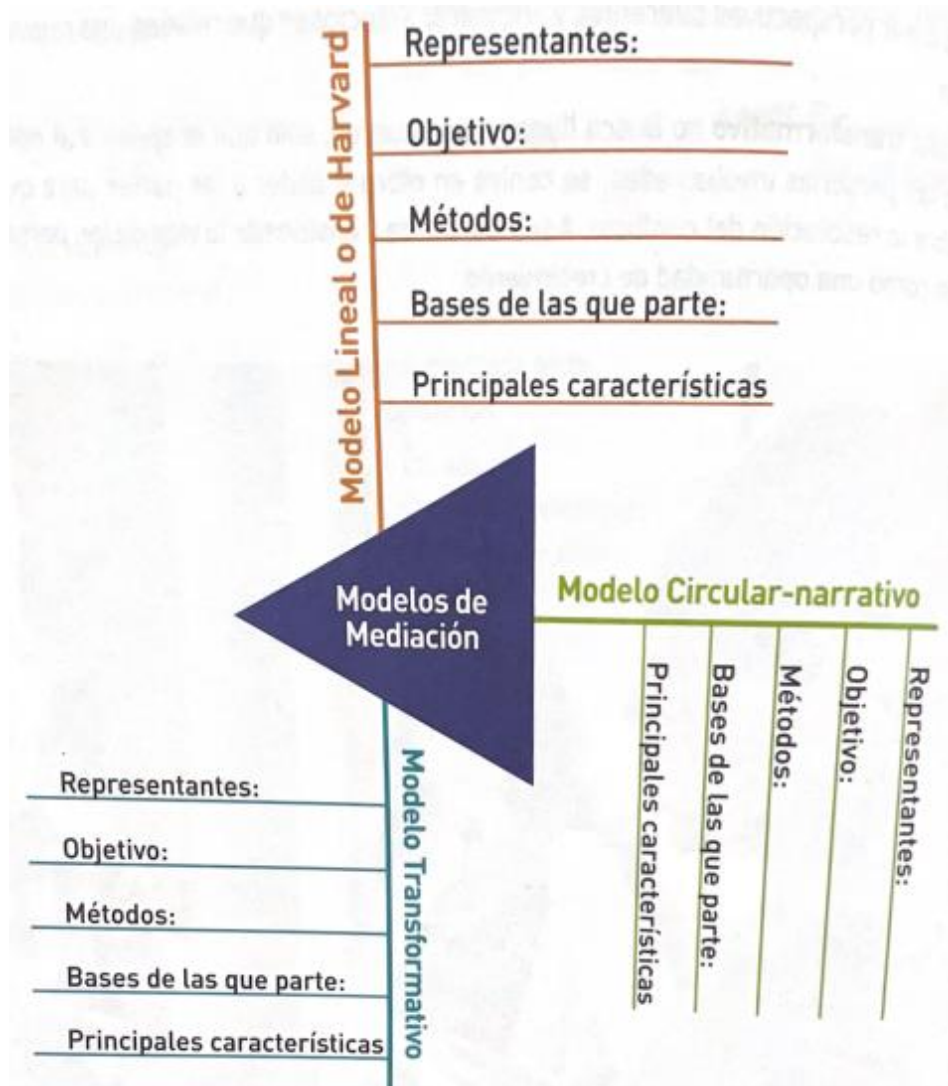 Modelo Lineal o de Harvard
Representantes:
Objetivo:
Métodos:
Bases de las que parte:
Principales características
Modelos de
Mediación
Modelo Circular-narrativo
Representantes:
Objetivo:
Métodos:
Bases de las que parte:
Principales características
Modelo Transformativo
Representantes:
Objetivo:
Métodos:
Bases de las que parte:
Principales características